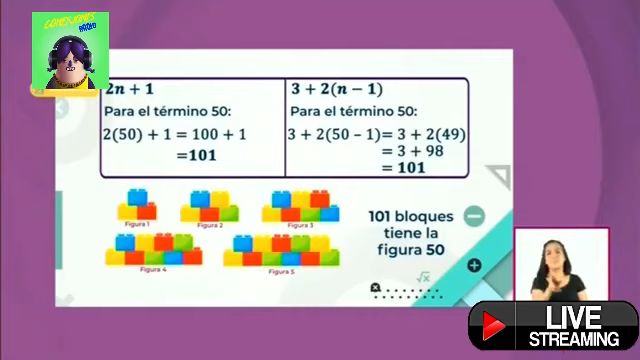 CONEXIONES
RADIO
2n + 1
Para el término 50:
2(50) + 1 = 100 + 1
=101
3 + 2(n − 1)
Para el término 50:
3 + 2(50 − 1)= 3 + 2(49)
= 3 + 98
= 101
Figura 1
Figura 2
Figura 3
Figura 4
Figura 5
101 bloques
tiene la
figura 50
√x
LIVE
STREAMING